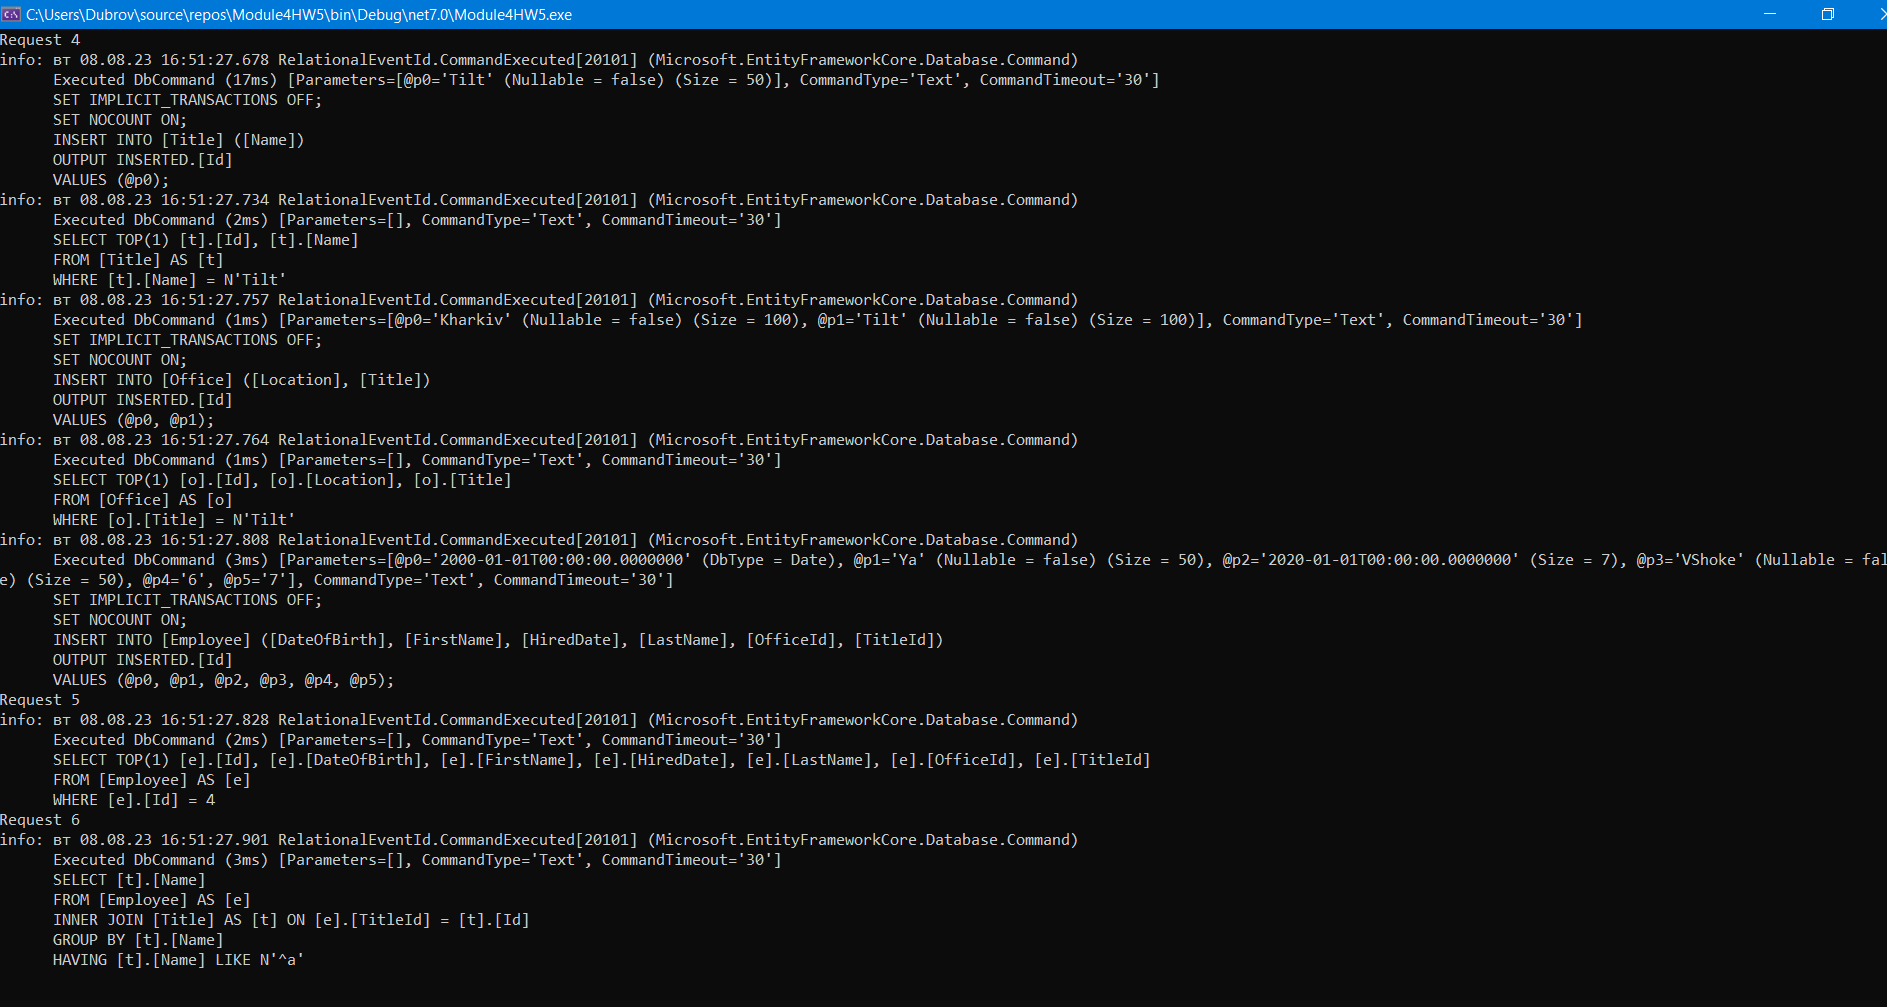 C:\Users\Dubrov\source\repos\Module4HW5\bin\Debug\net7.0\Module4HW5.exe
Request 4
info: вт 08.08.23 16:51:27.678 RelationalEventId.CommandExecuted[20101] (Microsoft.EntityFrameworkCore.Database.Command)
      Executed DbCommand (17ms) [Parameters=[@p0='Tilt' (Nullable = false) (Size = 50)], CommandType='Text', CommandTimeout='30']
      SET IMPLICIT_TRANSACTIONS OFF;
      SET NOCOUNT ON;
      INSERT INTO [Title] ([Name])
      OUTPUT INSERTED.[Id]
      VALUES (@p0);
info: вт 08.08.23 16:51:27.734 RelationalEventId.CommandExecuted[20101] (Microsoft.EntityFrameworkCore.Database.Command)
      Executed DbCommand (2ms) [Parameters=[], CommandType='Text', CommandTimeout='30']
      SELECT TOP(1) [t].[Id], [t].[Name]
      FROM [Title] AS [t]
      WHERE [t].[Name] = N'Tilt'
info: вт 08.08.23 16:51:27.757 RelationalEventId.CommandExecuted[20101] (Microsoft.EntityFrameworkCore.Database.Command)
      Executed DbCommand (1ms) [Parameters=[@p0='Kharkiv' (Nullable = false) (Size = 100), @p1='Tilt' (Nullable = false) (Size = 100)], CommandType='Text', CommandTimeout='30']
      SET IMPLICIT_TRANSACTIONS OFF;
      SET NOCOUNT ON;
      INSERT INTO [Office] ([Location], [Title])
      OUTPUT INSERTED.[Id]
      VALUES (@p0, @p1);
info: вт 08.08.23 16:51:27.764 RelationalEventId.CommandExecuted[20101] (Microsoft.EntityFrameworkCore.Database.Command)
      Executed DbCommand (1ms) [Parameters=[], CommandType='Text', CommandTimeout='30']
      SELECT TOP(1) [o].[Id], [o].[Location], [o].[Title]
      FROM [Office] AS [o]
      WHERE [o].[Title] = N'Tilt'
info: вт 08.08.23 16:51:27.808 RelationalEventId.CommandExecuted[20101] (Microsoft.EntityFrameworkCore.Database.Command)
      Executed DbCommand (3ms) [Parameters=[@p0='2000-01-01T00:00:00.0000000' (DbType = Date), @p1='Ya' (Nullable = false) (Size = 50), @p2='2020-01-01T00:00:00.0000000' (Size = 7), @p3='VShoke' (Nullable = fal
e) (Size = 50), @p4='6', @p5='7'], CommandType='Text', CommandTimeout='30']
      SET IMPLICIT_TRANSACTIONS OFF;
      SET NOCOUNT ON;
      INSERT INTO [Employee] ([DateOfBirth], [FirstName], [HiredDate], [LastName], [OfficeId], [TitleId])
      OUTPUT INSERTED.[Id]
      VALUES (@p0, @p1, @p2, @p3, @p4, @p5);
Request 5
info: вт 08.08.23 16:51:27.828 RelationalEventId.CommandExecuted[20101] (Microsoft.EntityFrameworkCore.Database.Command)
      Executed DbCommand (2ms) [Parameters=[], CommandType='Text', CommandTimeout='30']
      SELECT TOP(1) [e].[Id], [e].[DateOfBirth], [e].[FirstName], [e].[HiredDate], [e].[LastName], [e].[OfficeId], [e].[TitleId]
      FROM [Employee] AS [e]
      WHERE [e].[Id] = 4
Request 6
info: вт 08.08.23 16:51:27.901 RelationalEventId.CommandExecuted[20101] (Microsoft.EntityFrameworkCore.Database.Command)
      Executed DbCommand (3ms) [Parameters=[], CommandType='Text', CommandTimeout='30']
      SELECT [t].[Name]
      FROM [Employee] AS [e]
      INNER JOIN [Title] AS [t] ON [e].[TitleId] = [t].[Id]
      GROUP BY [t].[Name]
      HAVING [t].[Name] LIKE N'^a'